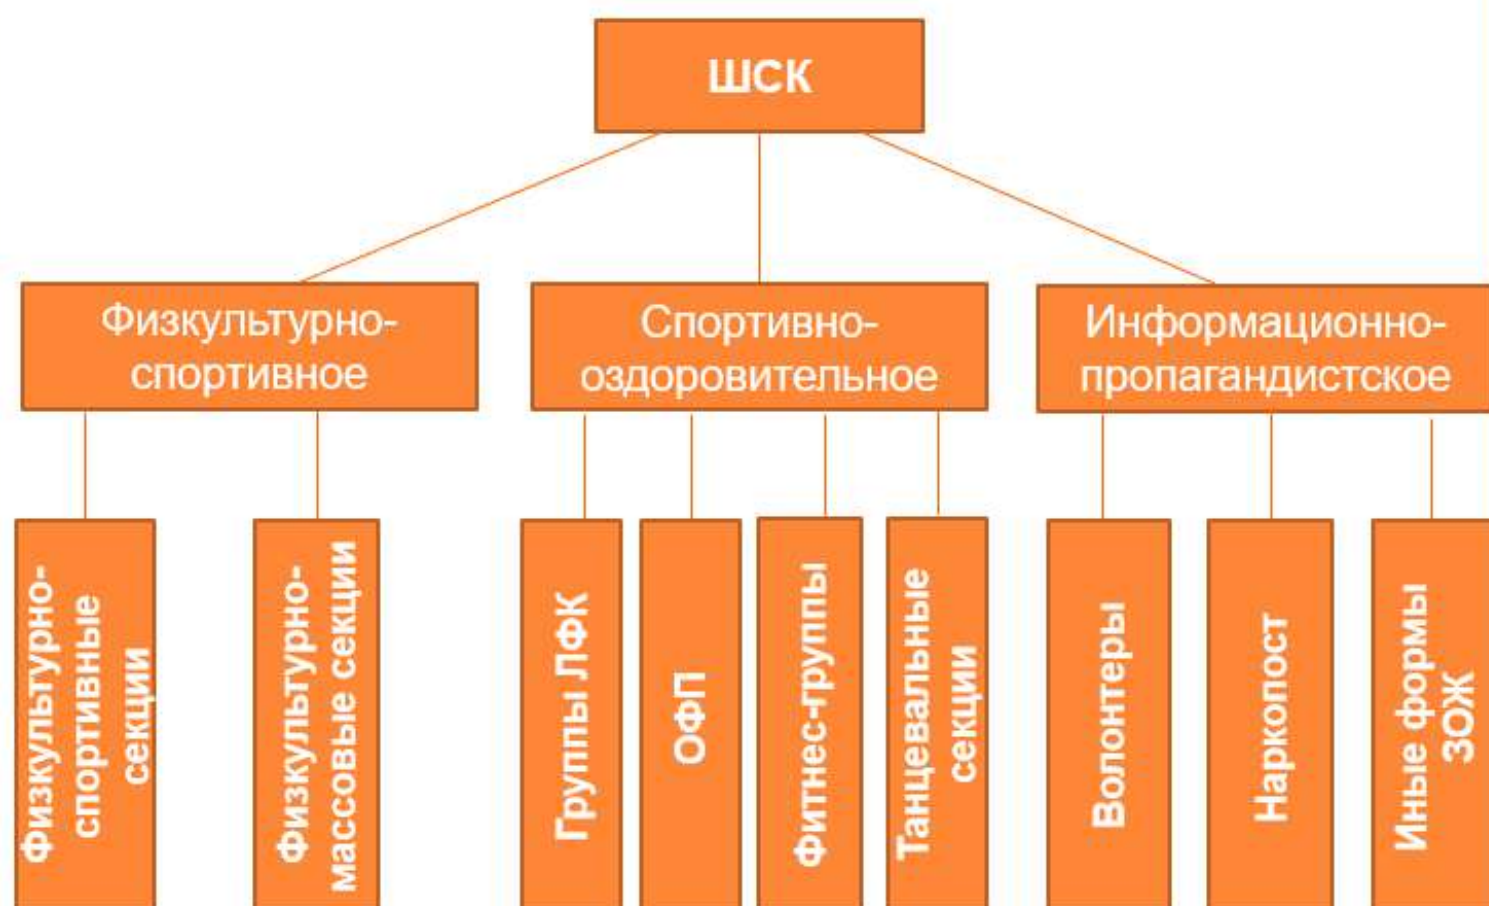 ШСК
Физкультурно-
спортивное
Спортивно-
оздоровительное
Информационно-
пропагандистское
Физкультурно-
спортивные
секции
Физкультурно-
массовые секции
Группы ЛФК
ОФП
Фитнес-группы
Танцевальные
секции
Волонтеры
Наркопост
Иные формы
ЗОЖ